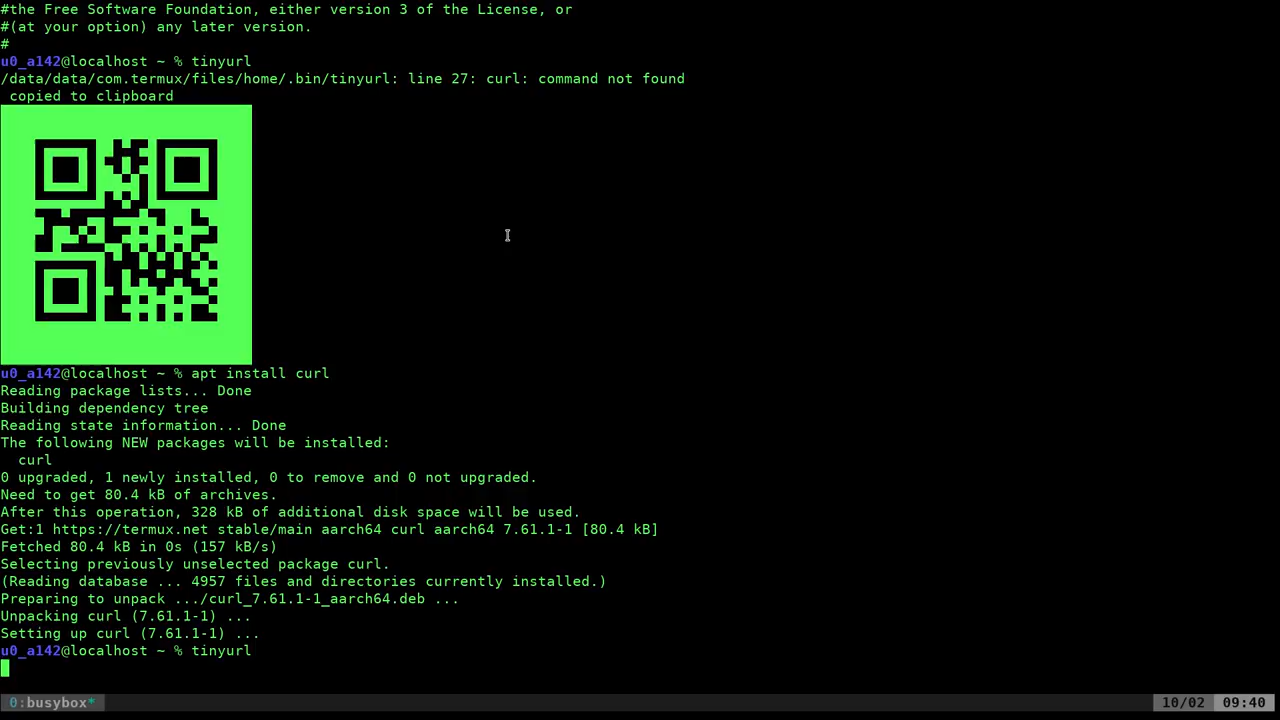 #the Free Software Foundation, either version 3 of the License, or
#(at your option) any later version.
#
u0_a142@localhost ~ % tinyurl
/data/data/com.termux/files/home/.bin/tinyurl: line 27: curl: command not found
 copied to clipboard
u0_a142@localhost ~ % apt install curl
Reading package lists... Done
Building dependency tree
Reading state information... Done
The following NEW packages will be installed:
  curl
0 upgraded, 1 newly installed, 0 to remove and 0 not upgraded.
Need to get 80.4 kB of archives.
After this operation, 328 kB of additional disk space will be used.
Get:1 https://termux.net stable/main aarch64 curl aarch64 7.61.1-1 [80.4 kB]
Fetched 80.4 kB in 0s (157 kB/s)
Selecting previously unselected package curl.
(Reading database ... 4957 files and directories currently installed.)
Preparing to unpack .../curl_7.61.1-1_aarch64.deb ...
Unpacking curl (7.61.1-1) ...
Setting up curl (7.61.1-1) ...
u0_a142@localhost ~ % tinyurl
0:busybox* 10/02 09:40